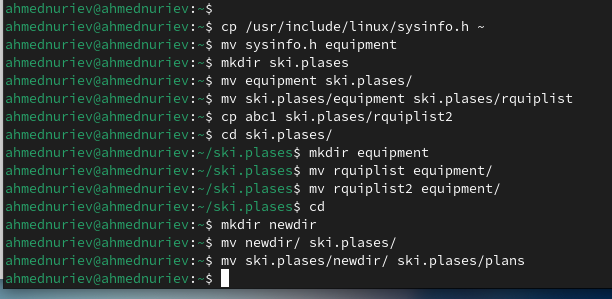 ahmednuriev@ahmednuriev:~$
ahmednuriev@ahmednuriev:~$ cp /usr/include/linux/sysinfo.h ~
ahmednuriev@ahmednuriev:~$ mv sysinfo.h equipment
ahmednuriev@ahmednuriev:~$ mkdir ski.plases
ahmednuriev@ahmednuriev:~$ mv equipment ski.plases/
ahmednuriev@ahmednuriev:~$ mv ski.plases/equipment ski.plases/rquiplist
ahmednuriev@ahmednuriev:~$ cp abc1 ski.plases/rquiplist2
ahmednuriev@ahmednuriev:~$ cd ski.plases/
ahmednuriev@ahmednuriev:~/ski.plases$ mkdir equipment
ahmednuriev@ahmednuriev:~/ski.plases$ mv rquiplist equipment/
ahmednuriev@ahmednuriev:~/ski.plases$ mv rquiplist2 equipment/
ahmednuriev@ahmednuriev:~/ski.plases$ cd
ahmednuriev@ahmednuriev:~$ mkdir newdir
ahmednuriev@ahmednuriev:~$ mv newdir/ ski.plases/
ahmednuriev@ahmednuriev:~$ mv ski.plases/newdir/ ski.plases/plans
ahmednuriev@ahmednuriev:~$